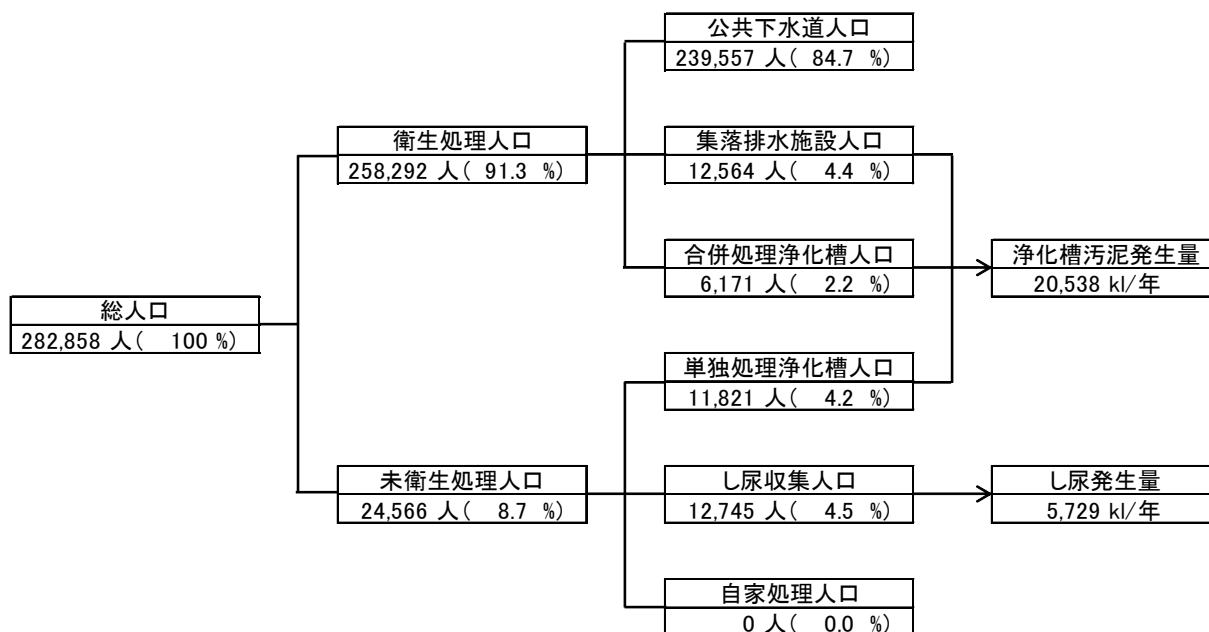 公共下水道人口
239,557 人( 84.7 %)
衛生処理人口
258,292 人( 91.3 %)
集落排水施設人口
12,564 人( 4.4 %)
合併処理浄化槽人口
6,171 人( 2.2 %)
浄化槽汚泥発生量
20,538 kl/年
総人口
282,858 人( 100 %)
単独処理浄化槽人口
11,821 人( 4.2 %)
未衛生処理人口
24,566 人( 8.7 %)
し尿収集人口
12,745 人( 4.5 %)
し尿発生量
5,729 kl/年
自家処理人口
0 人( 0.0 %)